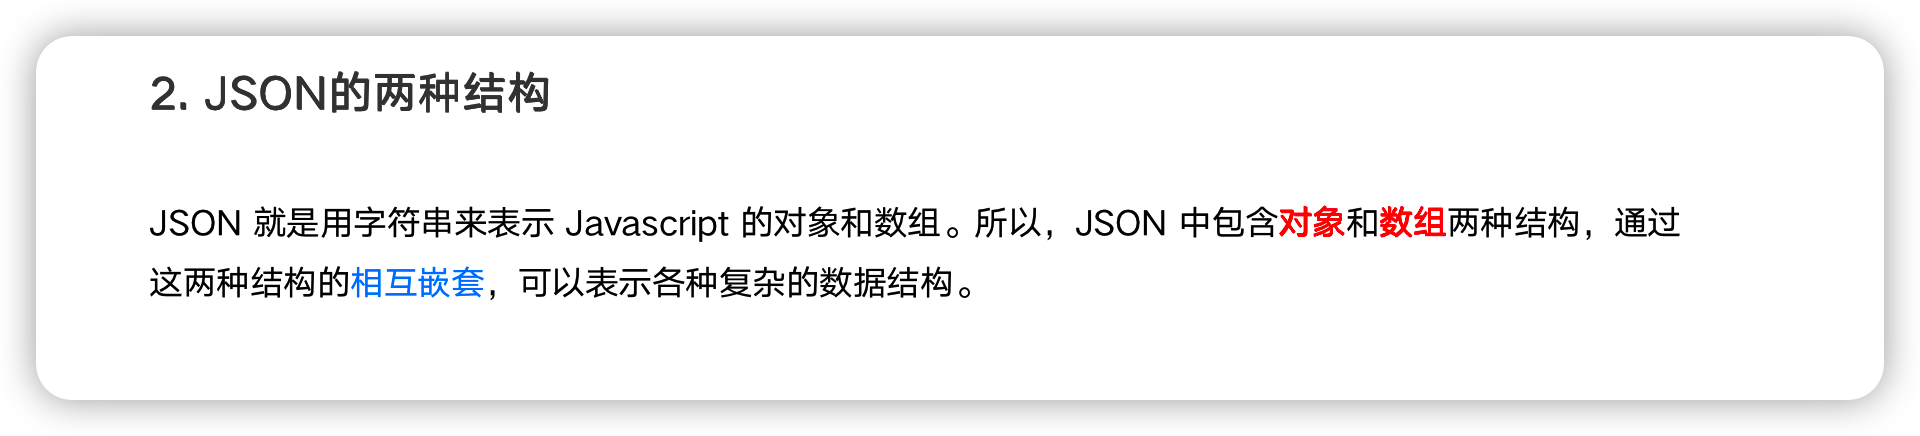 2. JSON的两种结构
JSON 就是用字符串来表示 Javascript 的对象和数组。所以，JSON 中包含对象和数组两种结构，通过
这两种结构的相互嵌套，可以表示各种复杂的数据结构。